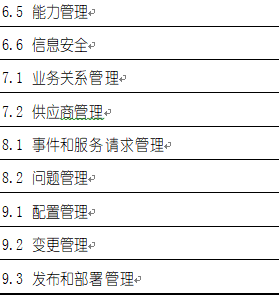 6.5 能力管理
6.6 信息安全
7.1 业务关系管理
7.2 供应商管理
8.1 事件和服务请求管理
8.2 问题管理
9.1 配置管理
9.2 变更管理
9.3 发布和部署管理